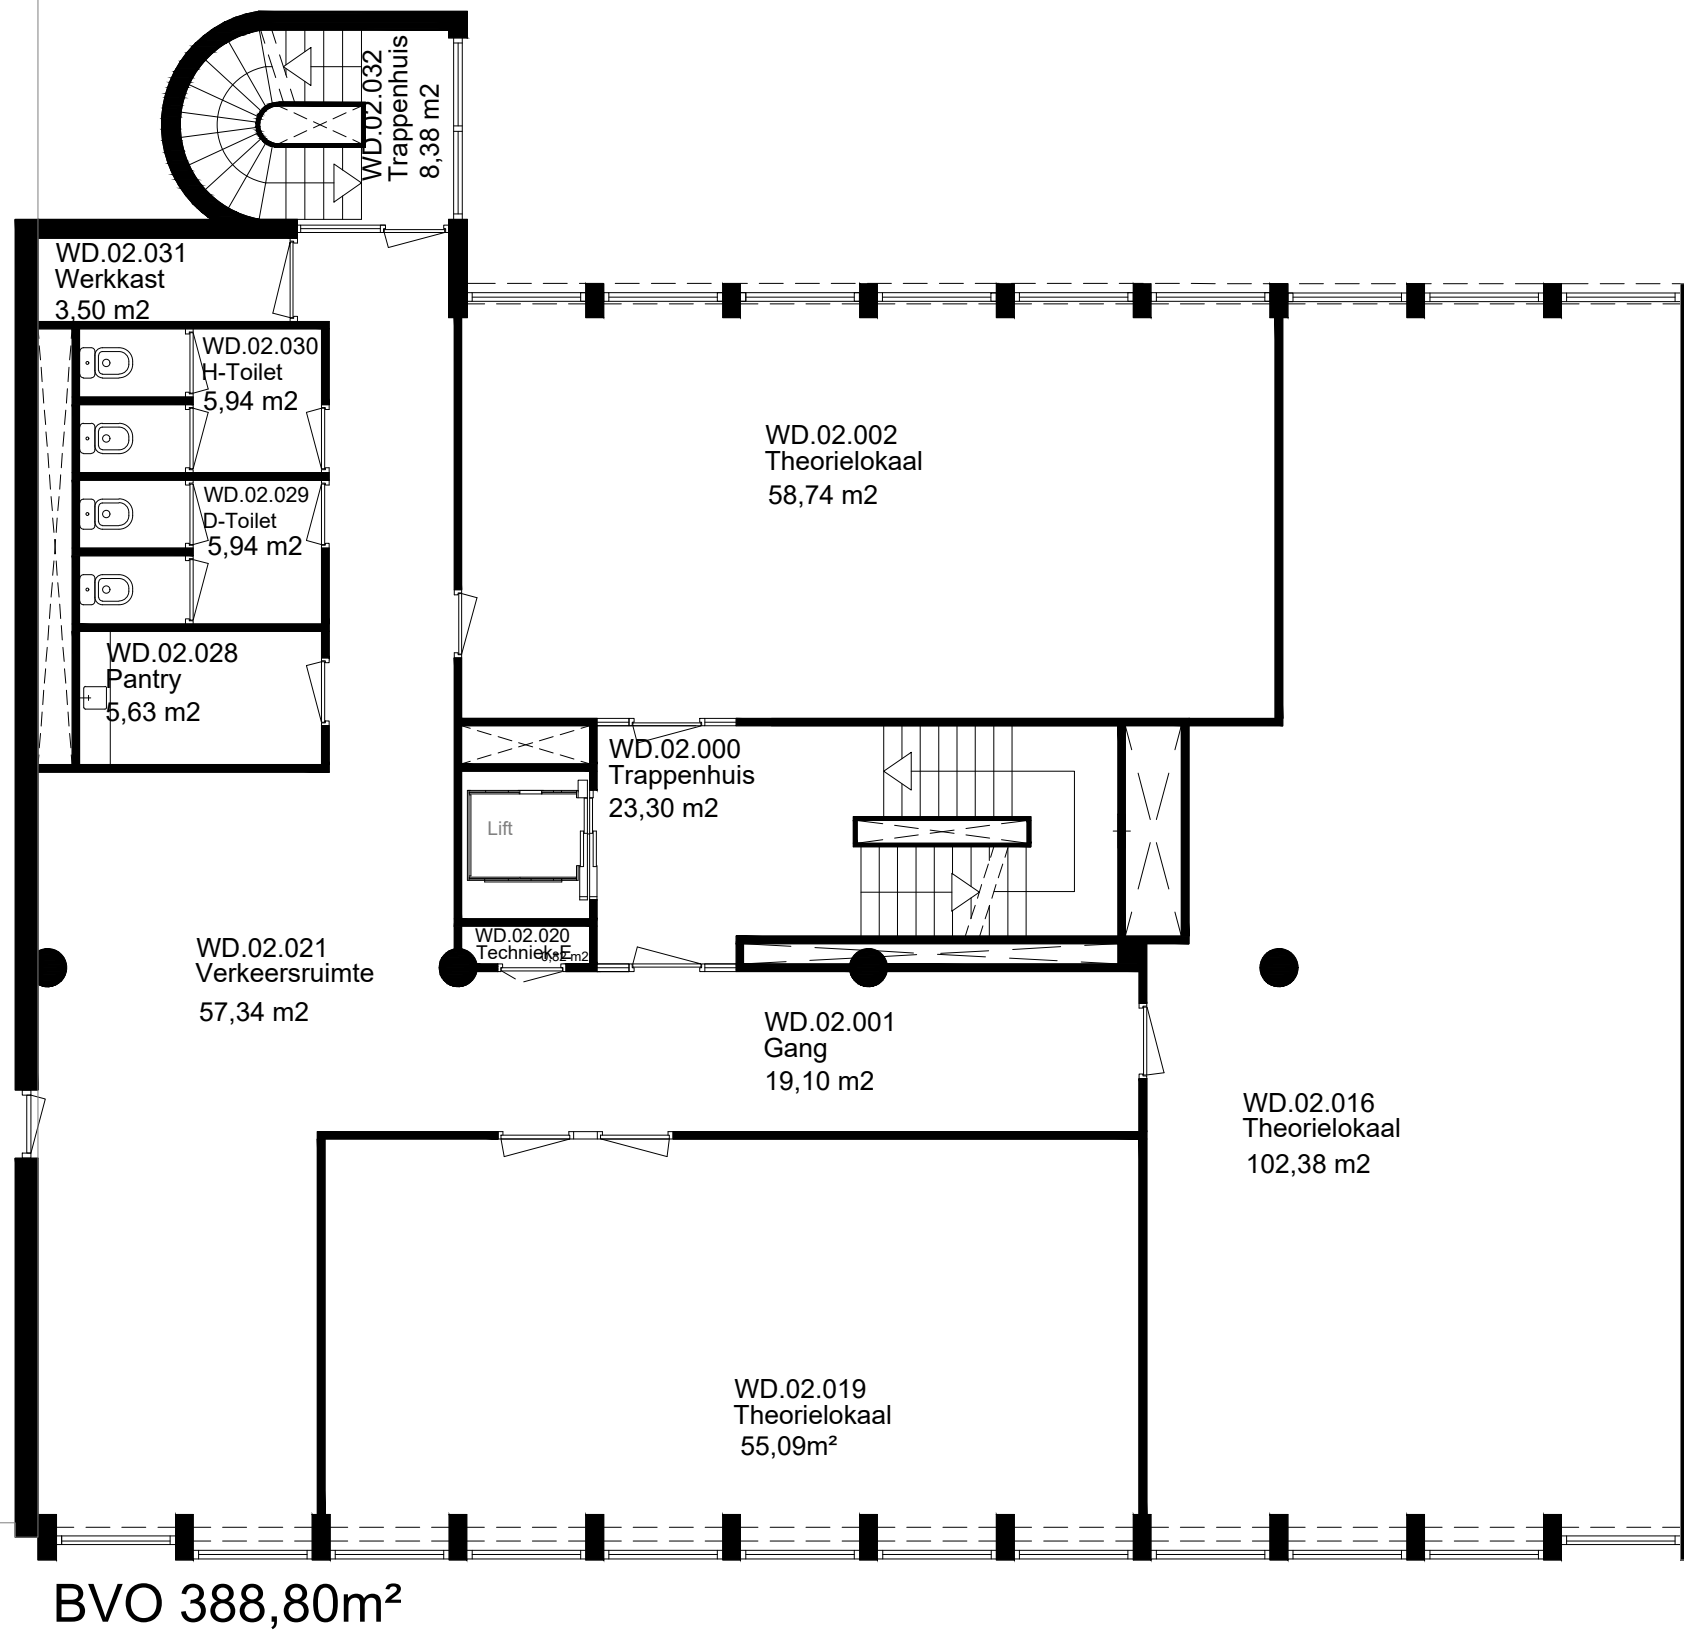 WD.02.032
Trappenhuis
8,38 m2
WD.02.031
Werkkast
3,50 m2
WD.02.030
H-Toilet
5,94 m2
WD.02.029
D-Toilet
5,94 m2
WD.02.028
Pantry
5,63 m2
WD.02.002
Theorielokaal
58,74 m2
WD.02.000
Trappenhuis
23,30 m2
Lift
WD.02.020
Techniek-E
WD.02.021
Verkeersruimte
57,34 m2
WD.02.001
Gang
19,10 m2
WD.02.016
Theorielokaal
102,38 m2
WD.02.019
Theorielokaal
55,09m²
BVO 388,80m²